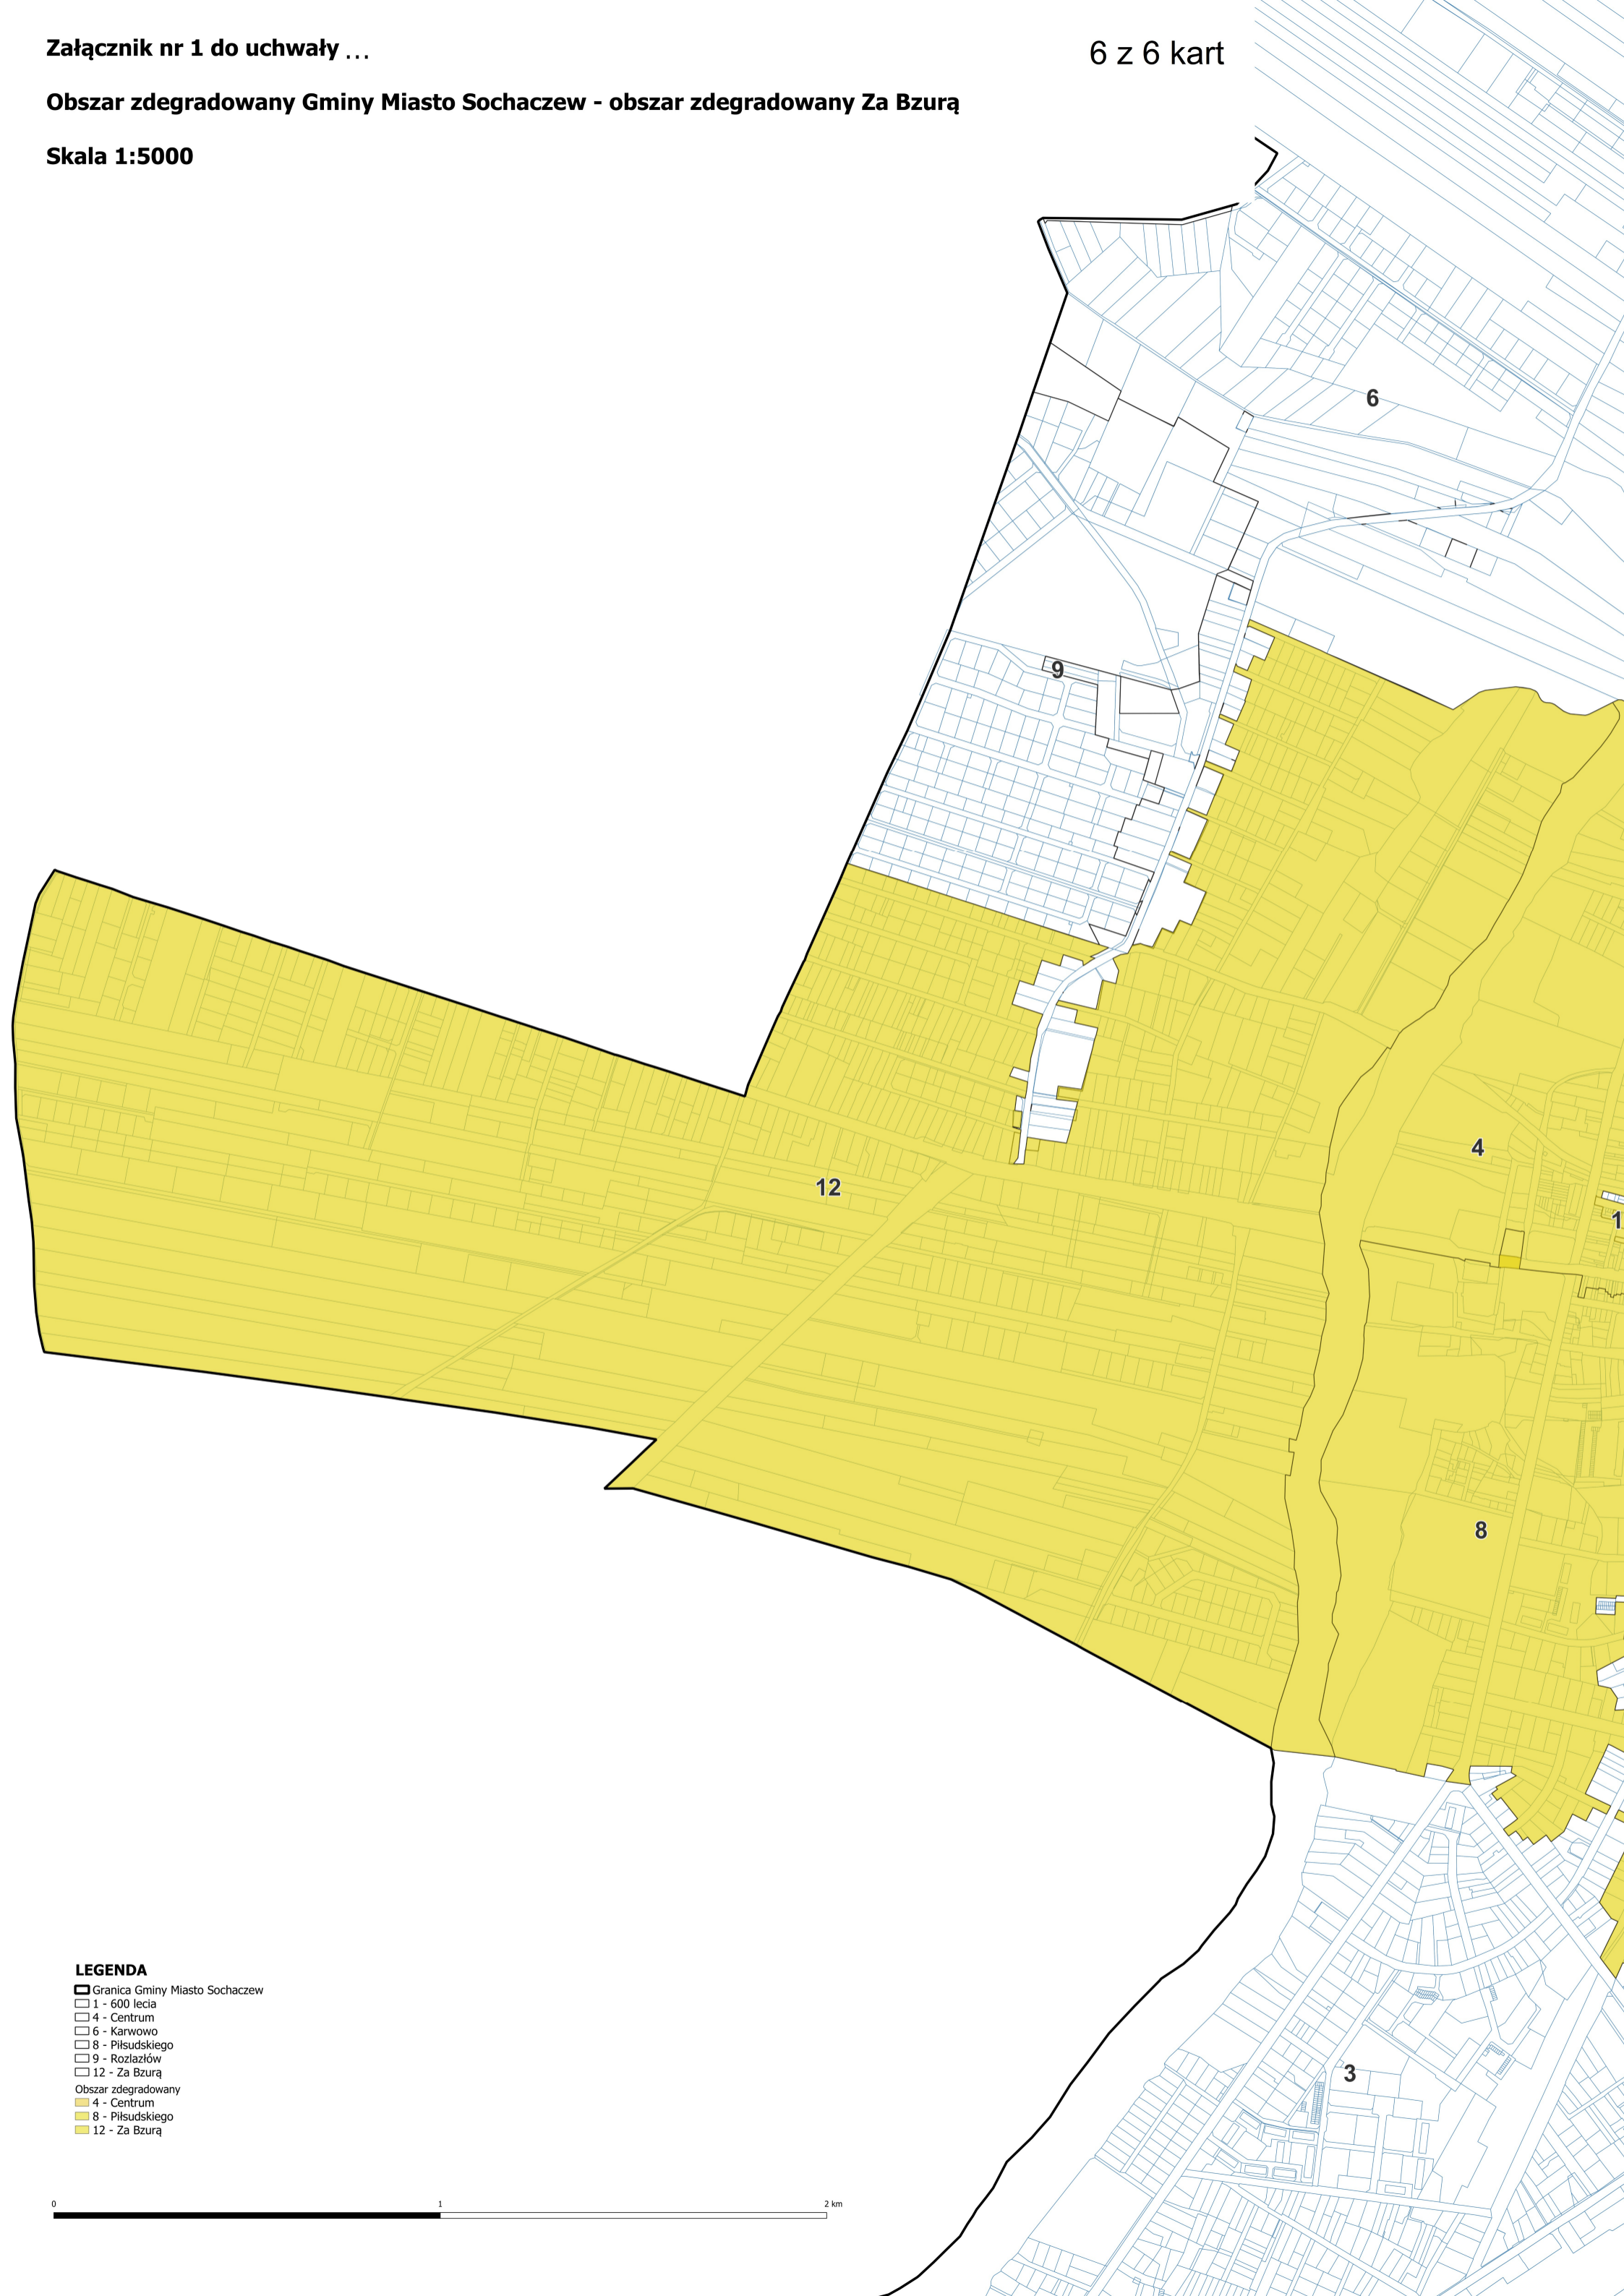 Załącznik nr 1 do uchwały ...
6 z 6 kart
Obszar zdegradowany Gminy Miasto Sochaczew - obszar zdegradowany Za Bzurą
Skala 1:5000
6
9
4
12
1
8
3
LEGENDA
Granica Gminy Miasto Sochaczew
1 - 600 lecia
4 - Centrum
6 - Karwowo
8 - Piłsudskiego
9 - Rozlazłów
12 - Za Bzurą
Obszar zdegradowany
4 - Centrum
8 - Piłsudskiego
12 - Za Bzurą
0 1 2 km